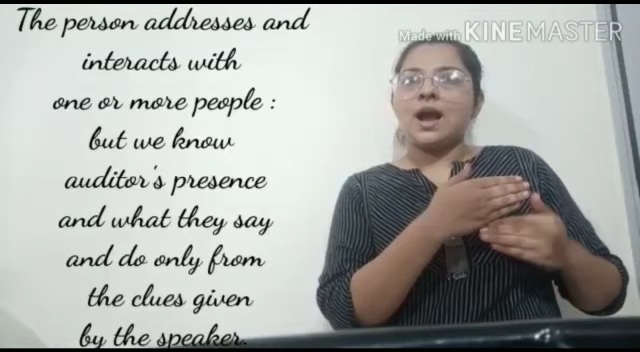 The person addresses and
interacts with
one or more people :
but we know
auditor's presence
and what they say
and do only from
the clues given
by the speaker.
Made with KINEMASTER